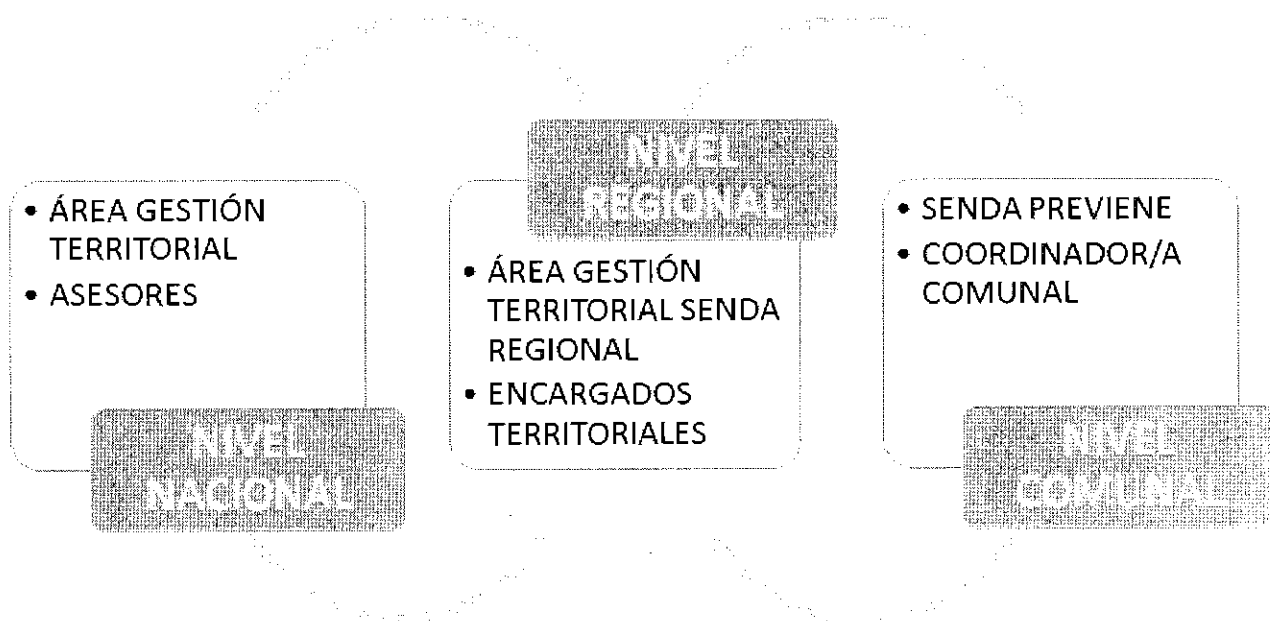 • ÁREA GESTIÓN
TERRITORIAL
• ASESORES
NIVEL
NACIONAL
NIVEL
REGIONAL
• ÁREA GESTIÓN
TERRITORIAL SENDA
REGIONAL
• ENCARGADOS
TERRITORIALES
• SENDA PREVIENE
• COORDINADOR/A
COMUNAL
NIVEL
COMUNAL